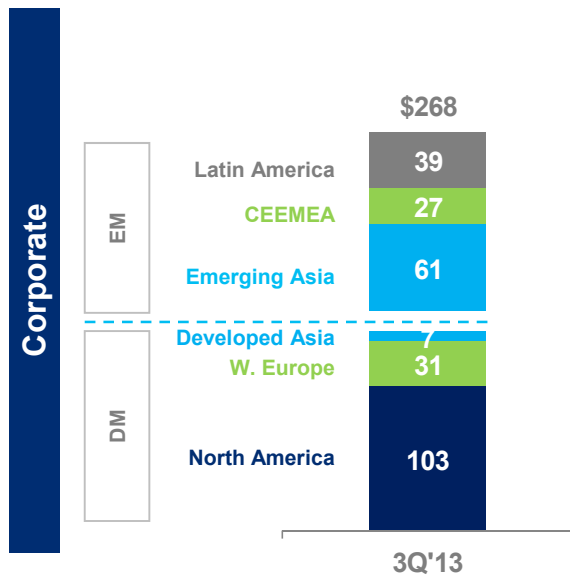 Corporate
$268
EM
Latin America
39
CEEMEA
27
Emerging Asia
61
DM
Developed Asia
7
W. Europe
31
North America
103
3Q'13